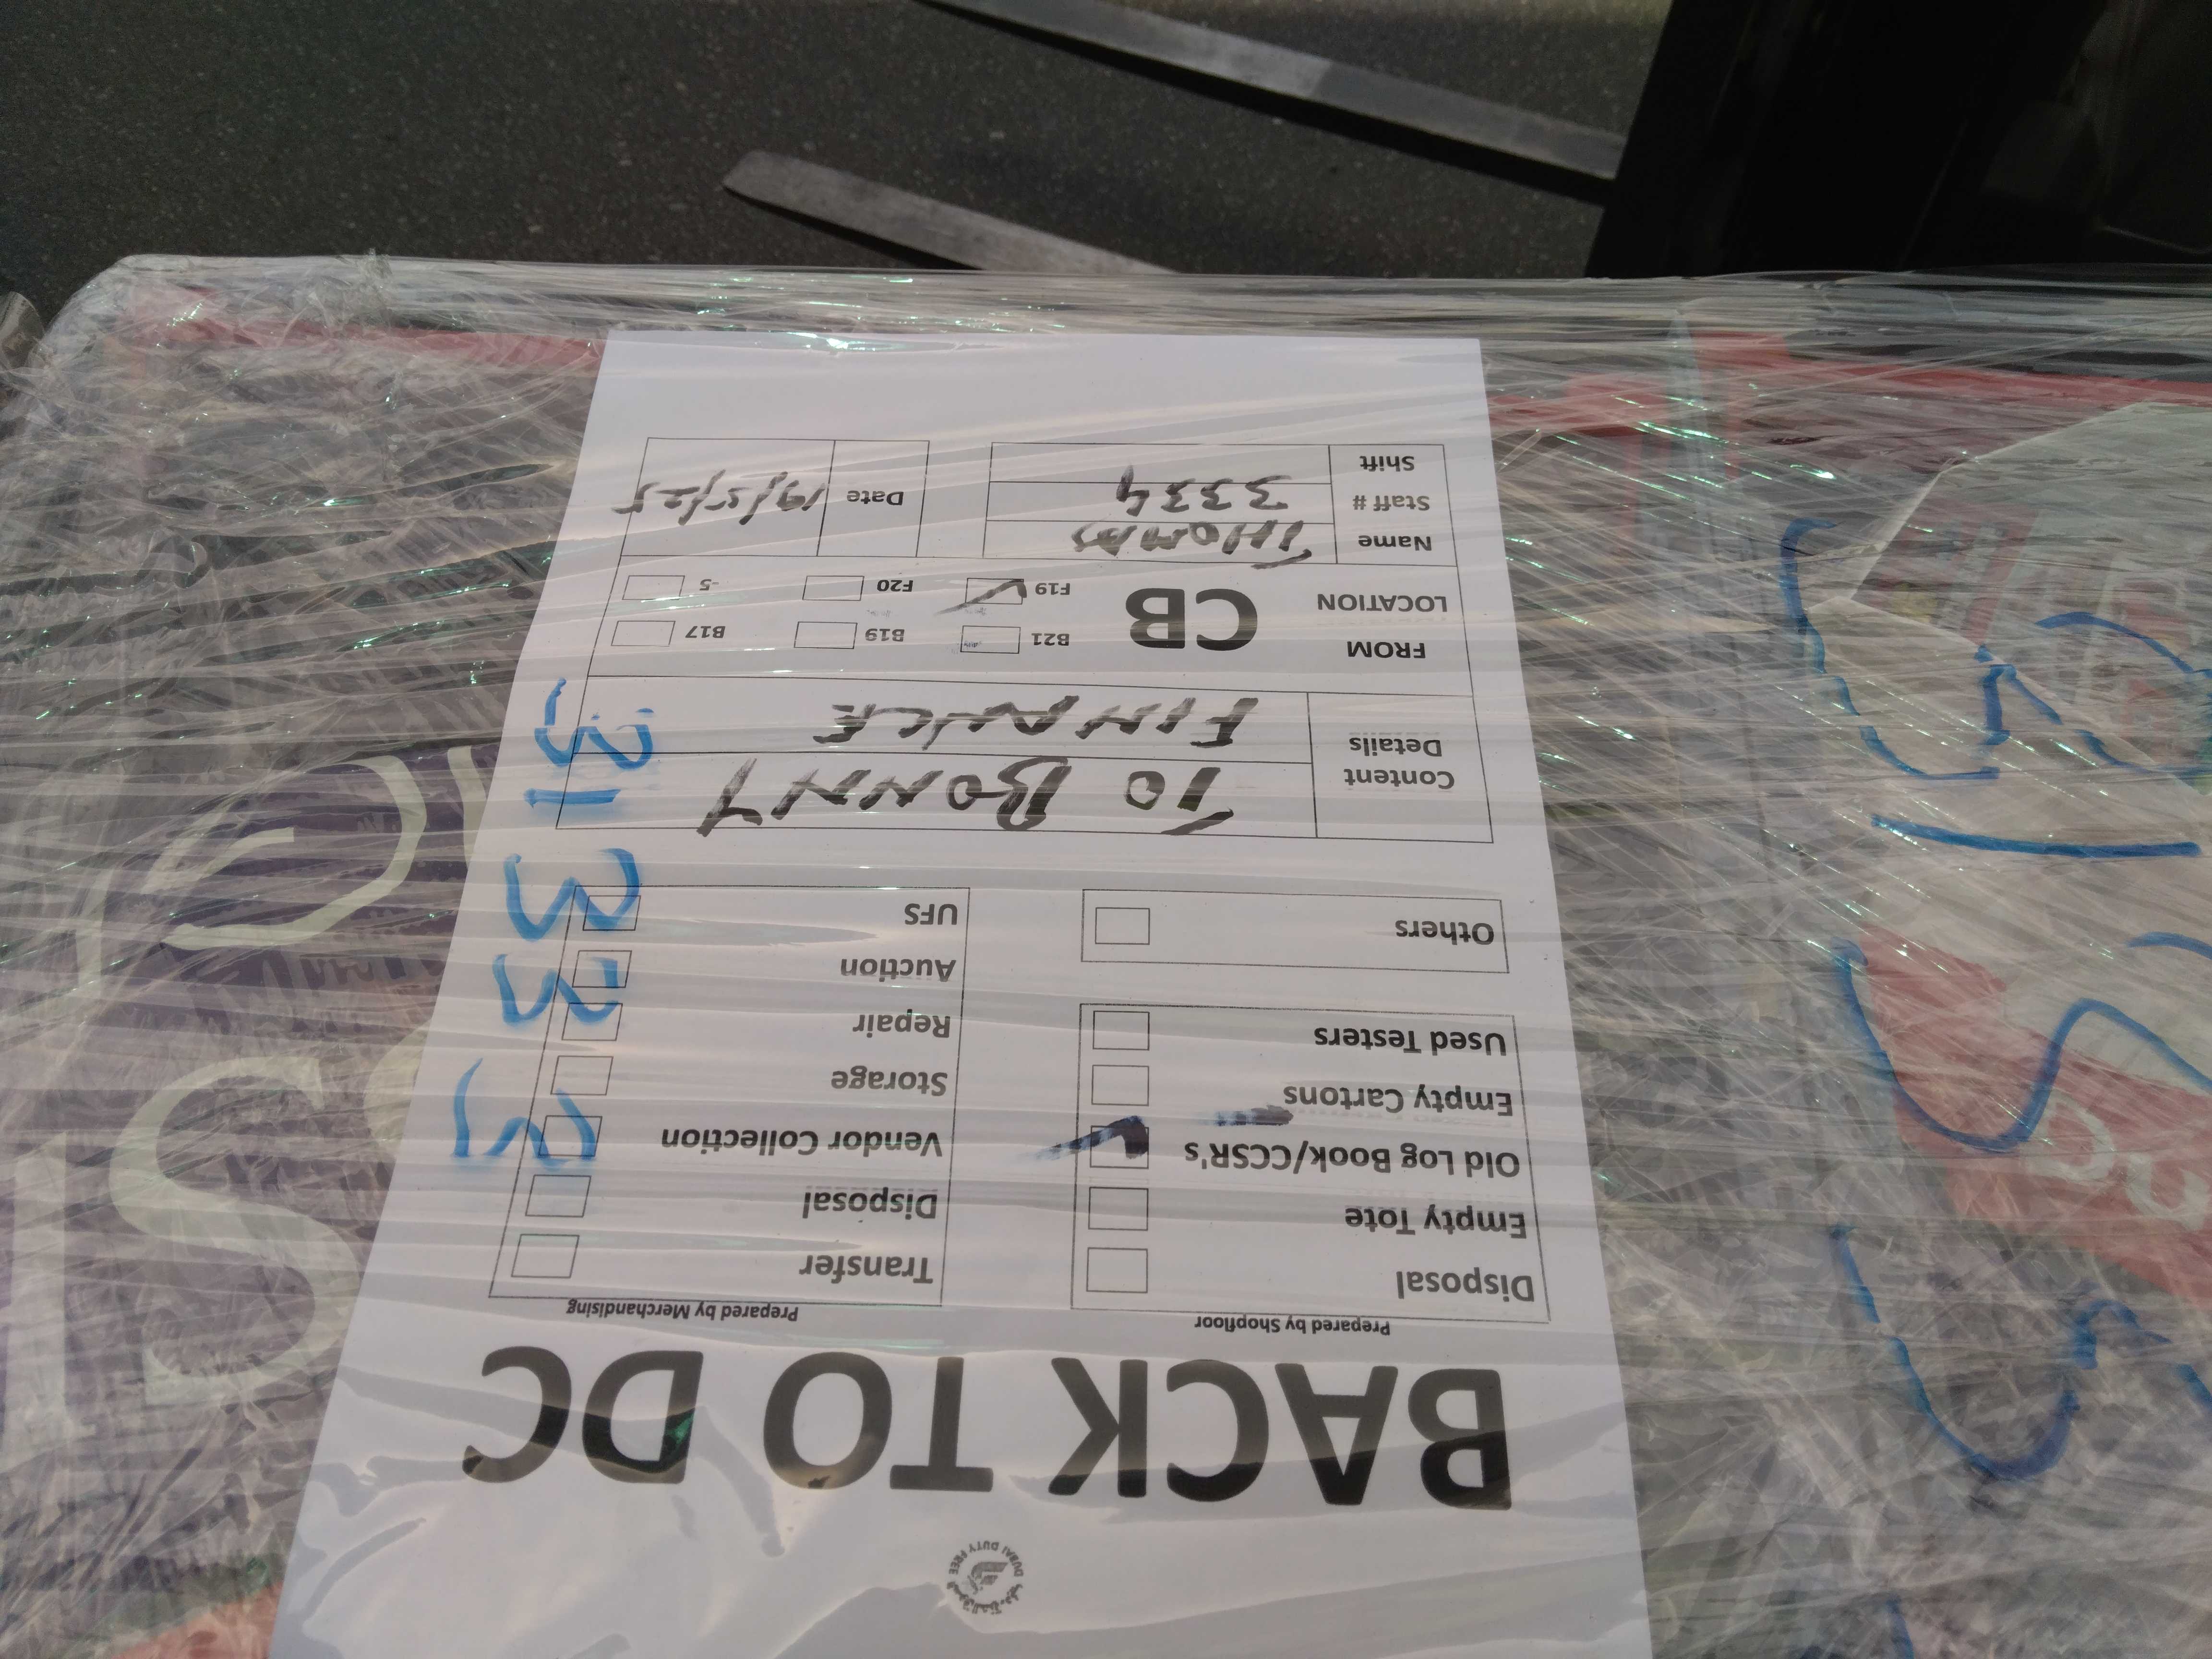 DUBAI DUTY FREE
BACK TO DC
Prepared by Shopfloor
Disposal
Empty Tote
Old Log Book/CCSR's
Empty Cartons
Used Testers
Others
Prepared by Merchandising
Transfer
Disposal
Vendor Collection
Storage
Repair
Auction
UFS
Content Details
TO BONNY
FINANCE
FROM LOCATION
CB
B21 B19 B17
F19 F20 -5
Name THOMAS
Staff # 3334
Shift
Date 19/5/25